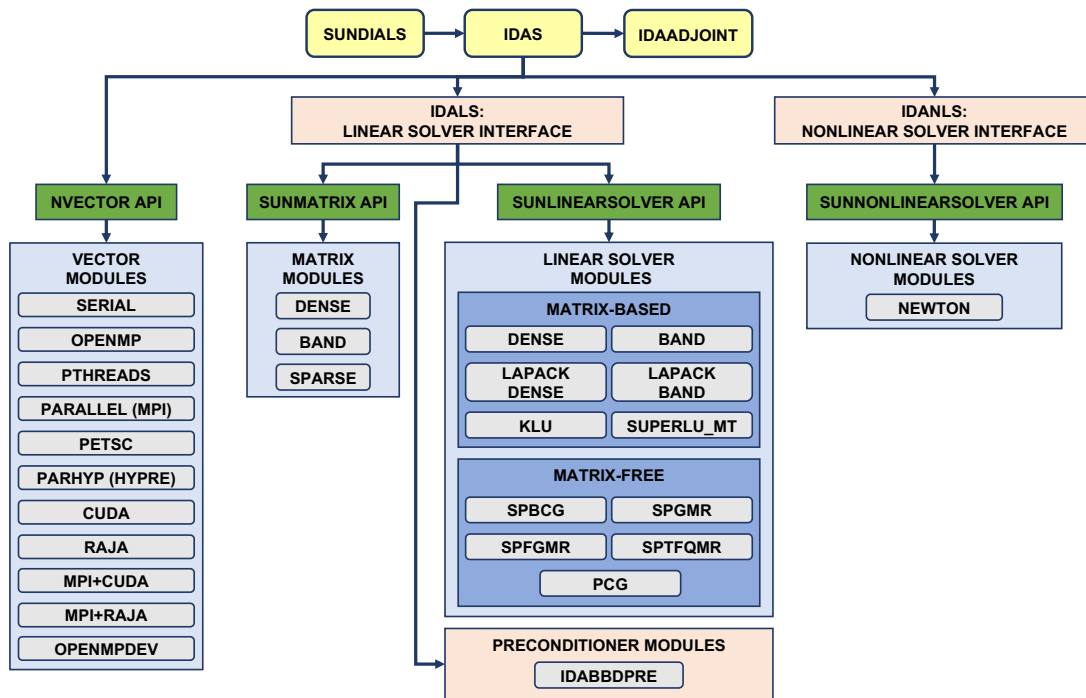 SUNDIALS
IDAS
IDAADJOINT
IDALS:
LINEAR SOLVER INTERFACE
IDANLS:
NONLINEAR SOLVER INTERFACE
NVECTOR API
SUNMATRIX API
SUNLINEARSOLVER API
SUNNONLINEARSOLVER API
VECTOR
MODULES
SERIAL
OPENMP
PTHREADS
PARALLEL (MPI)
PETSC
PARHYP (HYPRE)
CUDA
RAJA
MPI+CUDA
MPI+RAJA
OPENMPDEV
MATRIX
MODULES
DENSE
BAND
SPARSE
LINEAR SOLVER
MODULES
MATRIX-BASED
DENSE
BAND
LAPACK
DENSE
LAPACK
BAND
KLU
SUPERLU_MT
MATRIX-FREE
SPBCG
SPGMR
SPFGMR
SPTFQMR
PCG
PRECONDITIONER MODULES
IDABBDPRE
NONLINEAR SOLVER
MODULES
NEWTON